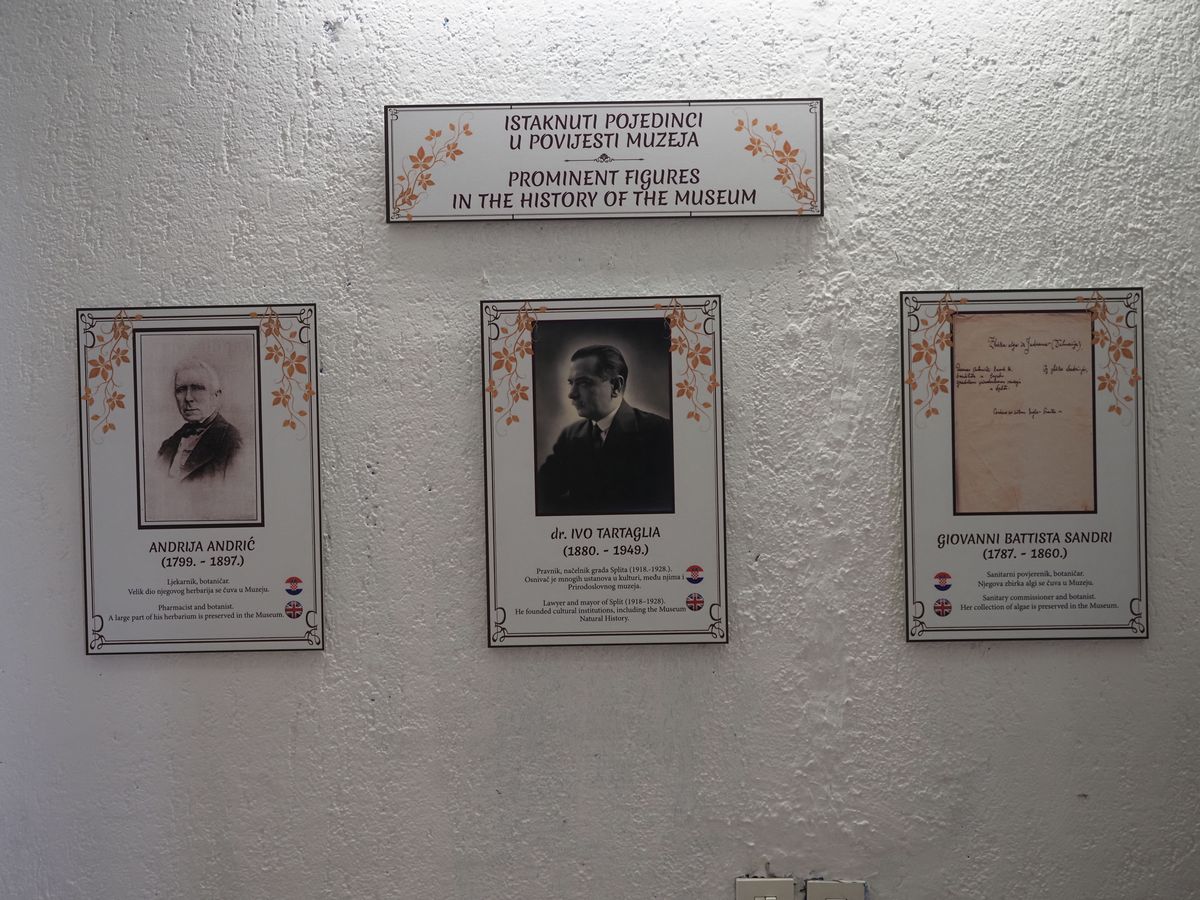 ISTAKNUTI POJEDINCI
U POVIJESTI MUZEJA
PROMINENT FIGURES
IN THE HISTORY OF THE MUSEUM
ANDRIJA ANDRIĆ
(1799. - 1897.)
Ljekarnik, botaničar.
Velik dio njegovog herbarija se čuva u Muzeju.
Pharmacist and botanist.
A large part of his herbarium is preserved in the Museum.
dr. IVO TARTAGLIA
(1880. - 1949.)
Pravnik, načelnik grada Splita (1918.-1928.).
Osnivač je mnogih ustanova u kulturi, među njima i
Prirodoslovnog muzeja.
Lawyer and mayor of Split (1918–1928).
He founded cultural institutions, including the Museum
Natural History.
Zbirka alga iz Jadrana (Dalmacija)
GIOVANNI BATTISTA SANDRI
(1787. - 1860.)
Sanitarni povjerenik, botaničar.
Njegova zbirka algi se čuva u Muzeju.
Sanitary commissioner and botanist.
Her collection of algae is preserved in the Museum.